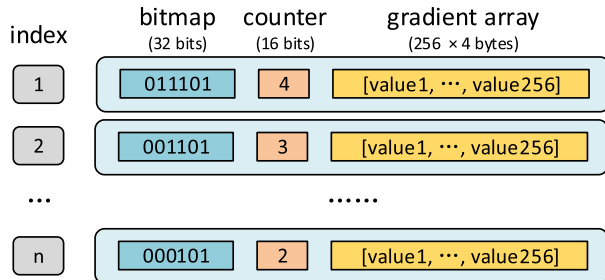 index bitmap counter gradient array
(32 bits) (16 bits) (256 × 4 bytes)
1 011101 4 [value1, ···, value256]
2 001101 3 [value1, ···, value256]
··· ······
n 000101 2 [value1, ···, value256]